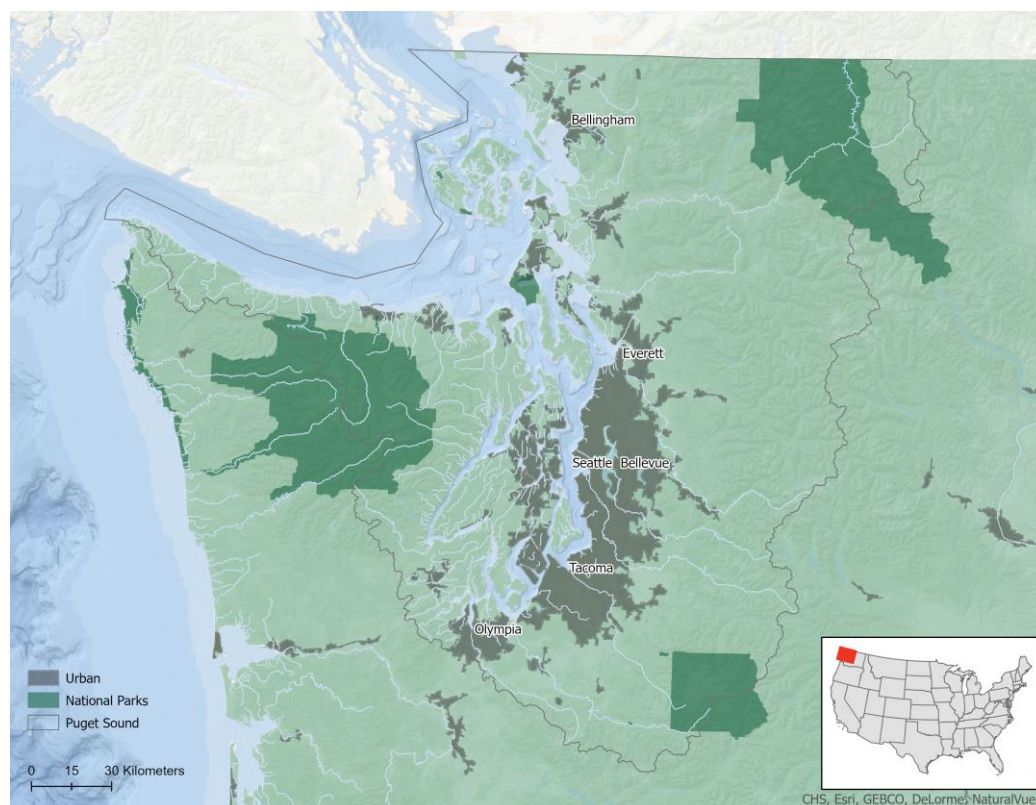 Bellingham
Everett
Seattle Bellevue
Tacoma
Olympia
Urban
National Parks
Puget Sound
0 15 30 Kilometers
CHS, Esri, GEBCO, DeLorme, NaturalVue